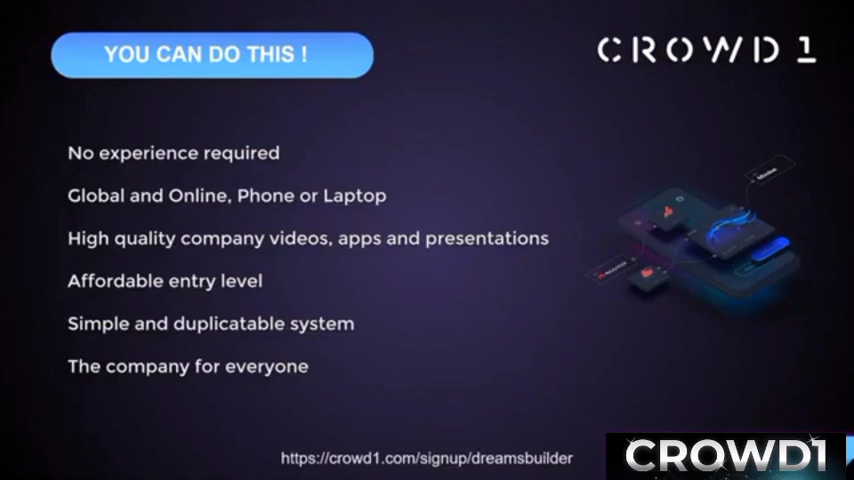 YOU CAN DO THIS !
CROWD 1
No experience required
Global and Online, Phone or Laptop
High quality company videos, apps and presentations
Affordable entry level
Simple and duplicatable system
The company for everyone
https://crowd1.com/signup/dreamsbuilder
CROWD1